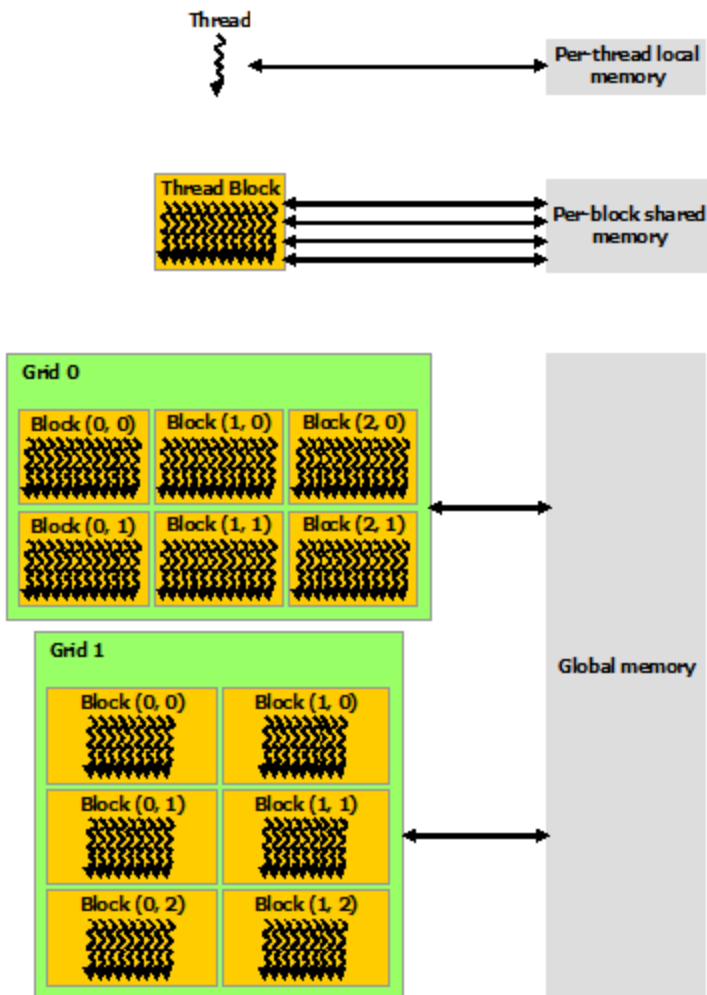 Thread
Per-thread local
memory
Thread Block
Per-block shared
memory
Grid 0
Block (0, 0)
Block (1, 0)
Block (2, 0)
Block (0, 1)
Block (1, 1)
Block (2, 1)
Grid 1
Block (0, 0)
Block (1, 0)
Block (0, 1)
Block (1, 1)
Block (0, 2)
Block (1, 2)
Global memory